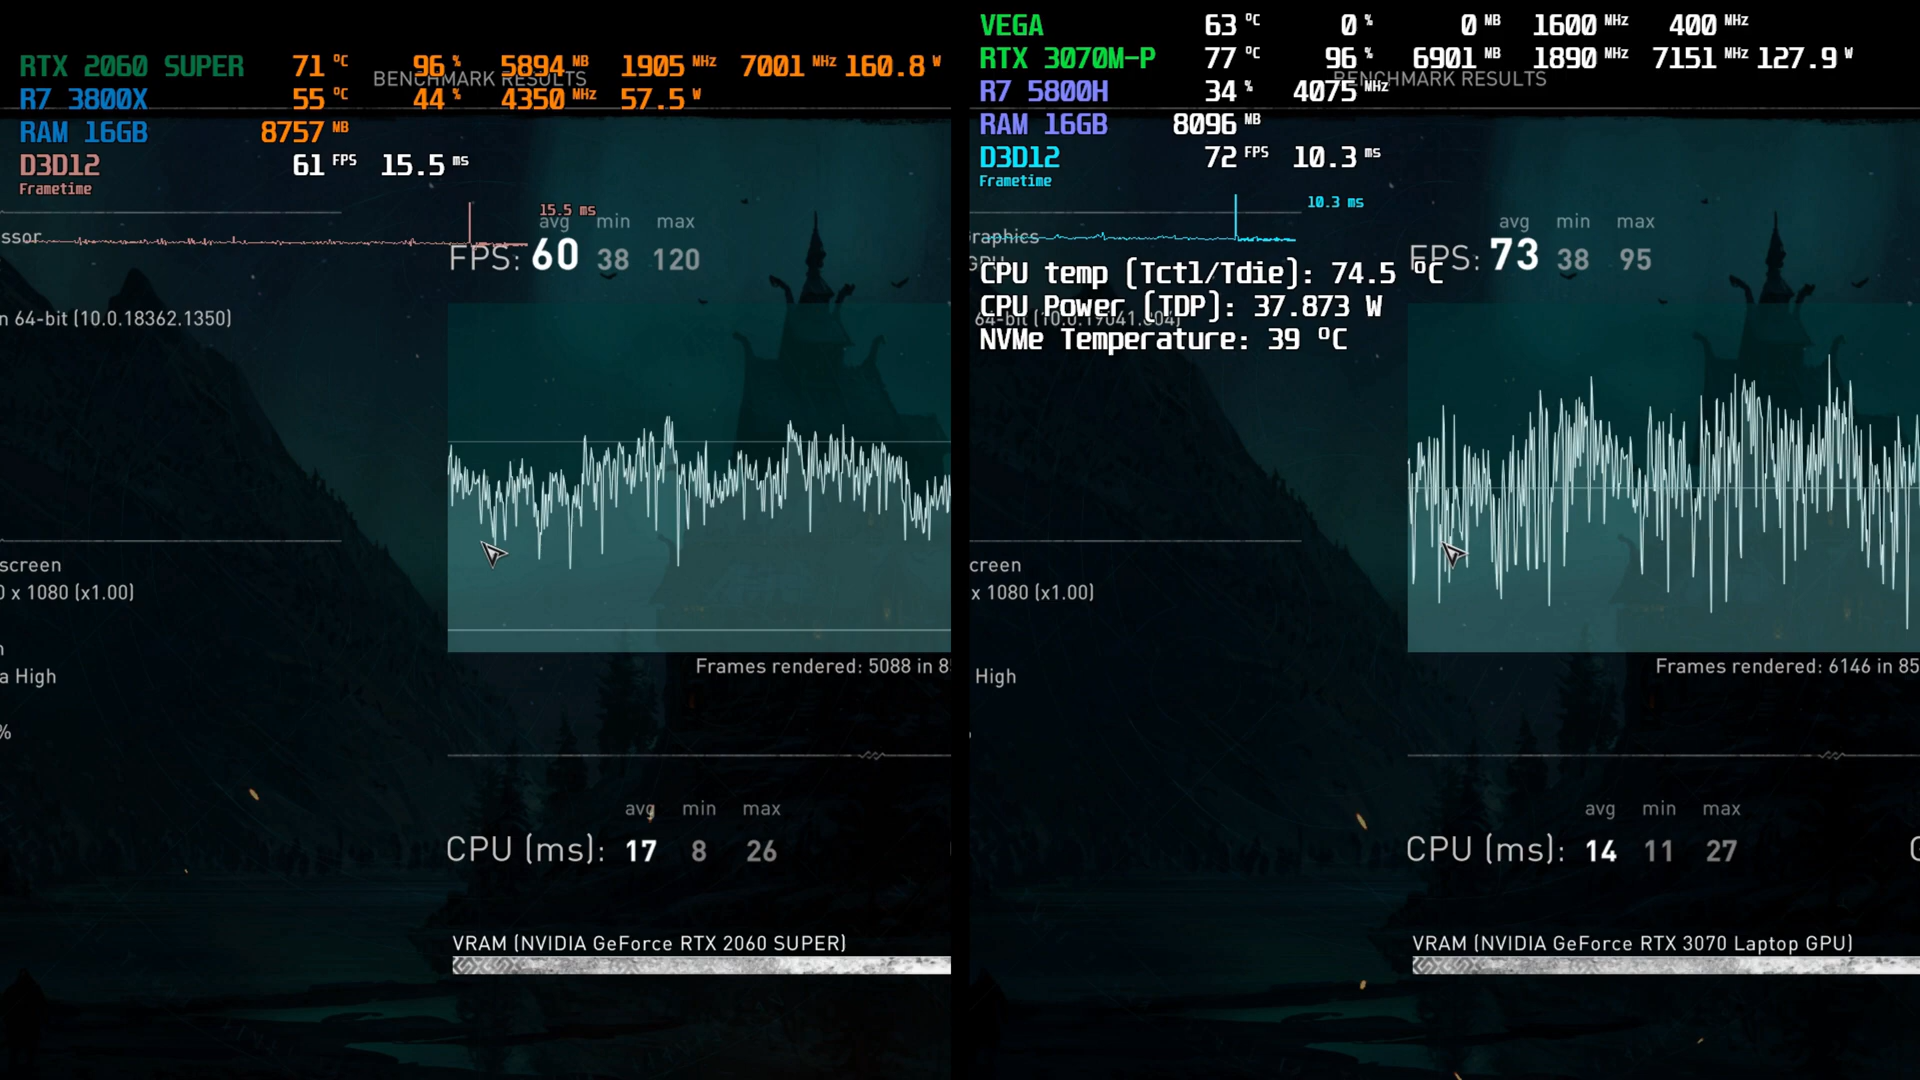 RTX 2060 SUPER 71 °C 96 % 5894 MB 1905 MHz 7001 MHz 160.8 W
BENCHMARK RESULTS
R7 3800X 55 °C 44 % 4350 MHz 57.5 W
RAM 16GB 8757 MB
D3D12 61 FPS 15.5 ms
Frametime
15.5 ms
avg min max
ssor
FPS: 60 38 120
n 64-bit (10.0.18362.1350)
screen
0 x 1080 (x1.00)
n
a High
Frames rendered: 5088 in 8
%
avg min max
CPU (ms): 17 8 26
VRAM (NVIDIA GeForce RTX 2060 SUPER)
VEGA 63 °C 0 % 0 MB 1600 MHz 400 MHz
RTX 3070M-P 77 °C 96 % 6901 MB 1890 MHz 7151 MHz 127.9 W
BENCHMARK RESULTS
R7 5800H 34 % 4075 MHz
RAM 16GB 8096 MB
D3D12 72 FPS 10.3 ms
Frametime
10.3 ms
avg min max
raphics
FPS: 73 38 95
CPU temp (Tctl/Tdie): 74.5 °C
CPU Power (TDP): 37.873 W
NVMe Temperature: 39 °C
creen
x 1080 (x1.00)
High
Frames rendered: 6146 in 85
avg min max
CPU (ms): 14 11 27
VRAM (NVIDIA GeForce RTX 3070 Laptop GPU)